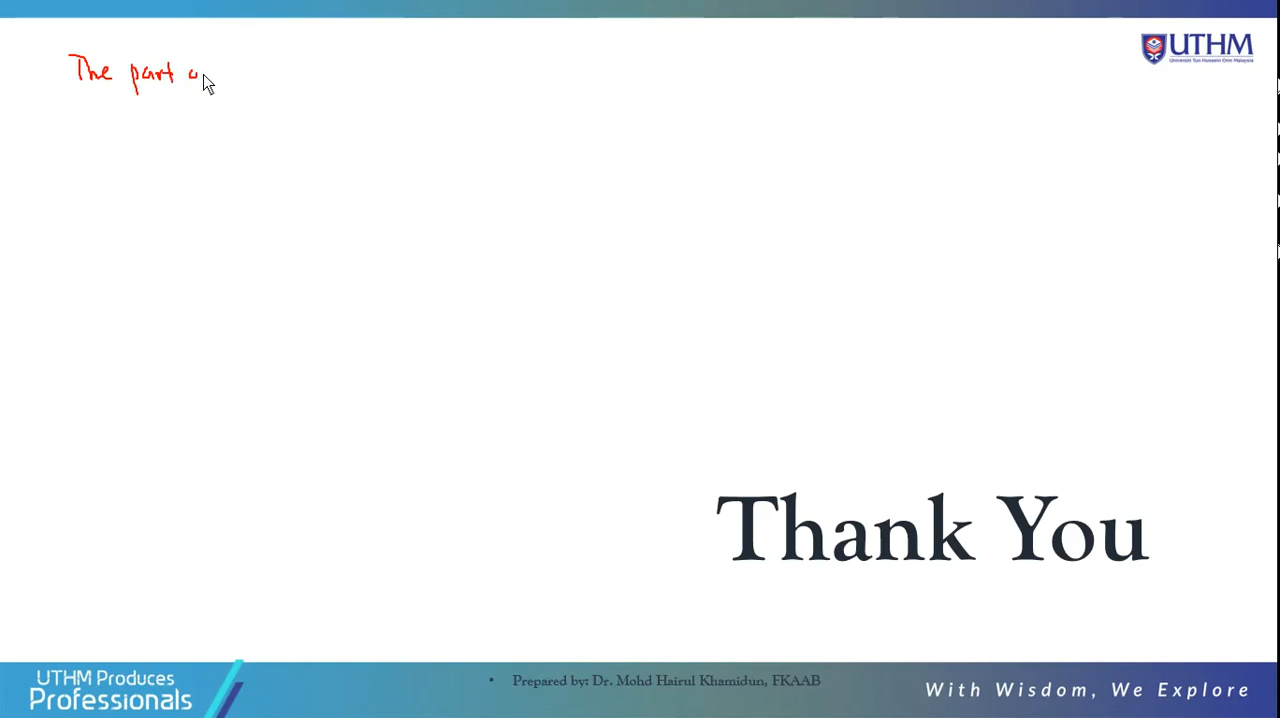 The part o
UTHM
Universiti Tun Hussein Onn Malaysia
Thank You
UTHM Produces
Professionals
• Prepared by: Dr. Mohd Hairul Khamidun, FKAAB
With Wisdom, We Explore